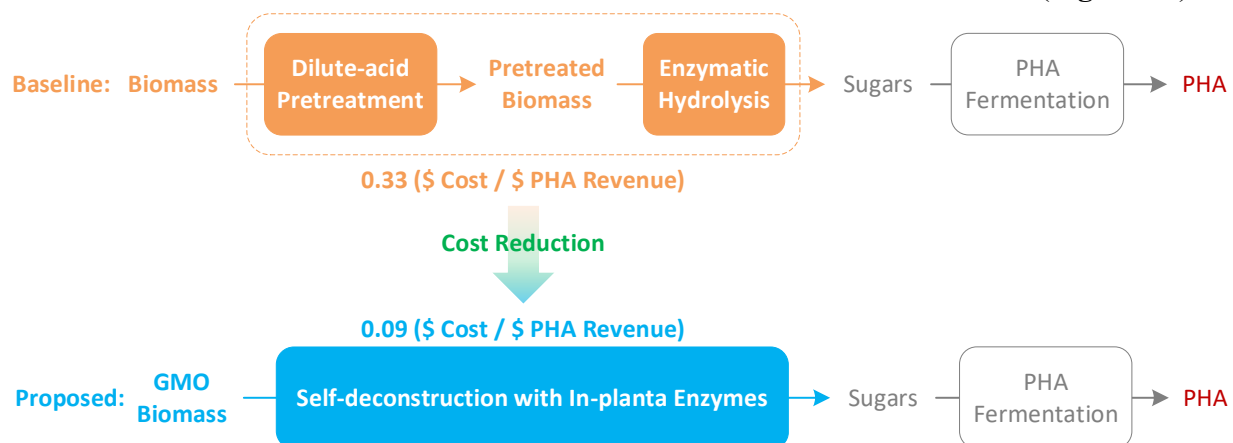 Baseline: Biomass
Dilute-acid
Pretreatment
Pretreated
Biomass
Enzymatic
Hydrolysis
Sugars
PHA
Fermentation
PHA
0.33 ($ Cost / $ PHA Revenue)
Cost Reduction
0.09 ($ Cost / $ PHA Revenue)
Proposed:
GMO
Biomass
Self-deconstruction with In-planta Enzymes
Sugars
PHA
Fermentation
PHA